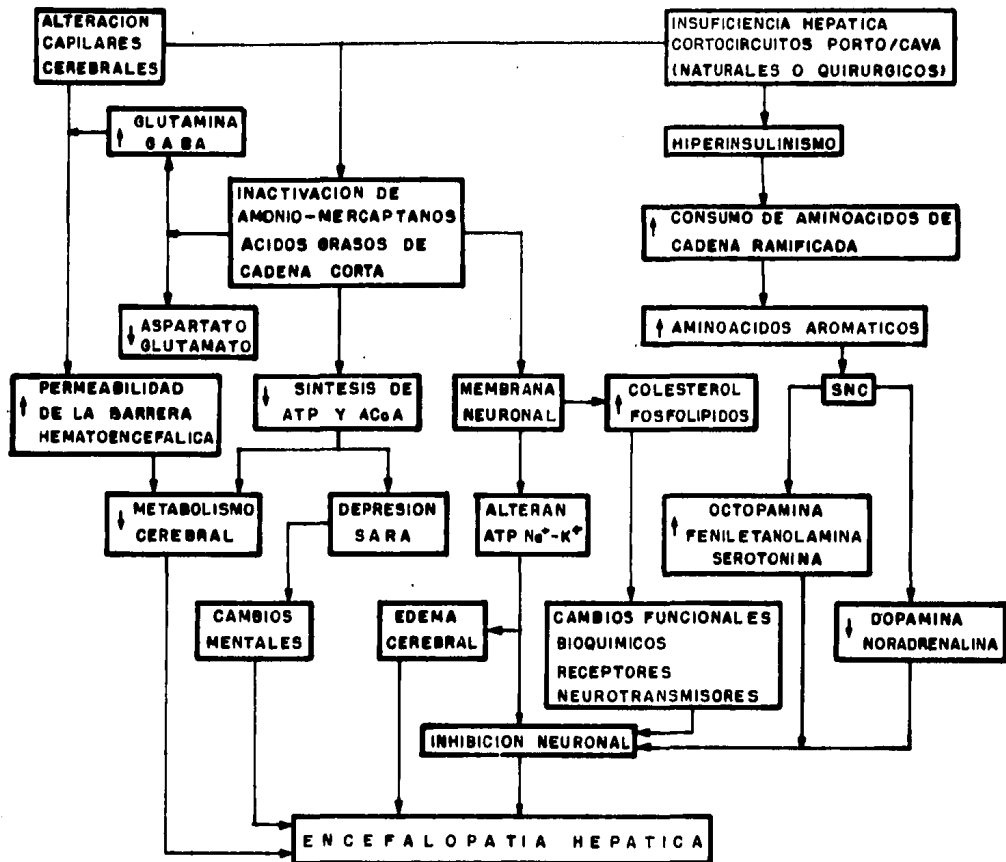 ALTERACION
CAPILARES
CEREBRALES
INSUFICIENCIA HEPATICA
CORTOCIRCUITOS PORTO/CAVA
(NATURALES O QUIRURGICOS)
↑ GLUTAMINA
GABA
HIPERINSULINISMO
INACTIVACION DE
AMONIO-MERCAPTANOS
ACIDOS GRASOS DE
CADENA CORTA
↑ CONSUMO DE AMINOACIDOS DE
CADENA RAMIFICADA
↓ ASPARTATO
GLUTAMATO
↑ AMINOACIDOS AROMATICOS
↑ PERMEABILIDAD
DE LA BARRERA
HEMATOENCEFALICA
↓ SINTESIS DE
ATP Y ACoA
MEMBRANA
NEURONAL
↑ COLESTEROL
FOSFOLIPIDOS
SNC
↓ METABOLISMO
CEREBRAL
DEPRESION
SARA
ALTERAN
ATP Na⁺-K⁺
↑ OCTOPAMINA
FENILETANOLAMINA
SEROTONINA
CAMBIOS
MENTALES
EDEMA
CEREBRAL
CAMBIOS FUNCIONALES
BIOQUIMICOS
RECEPTORES
NEUROTRANSMISORES
↓ DOPAMINA
NORADRENALINA
INHIBICION NEURONAL
ENCEFALOPATIA HEPATICA